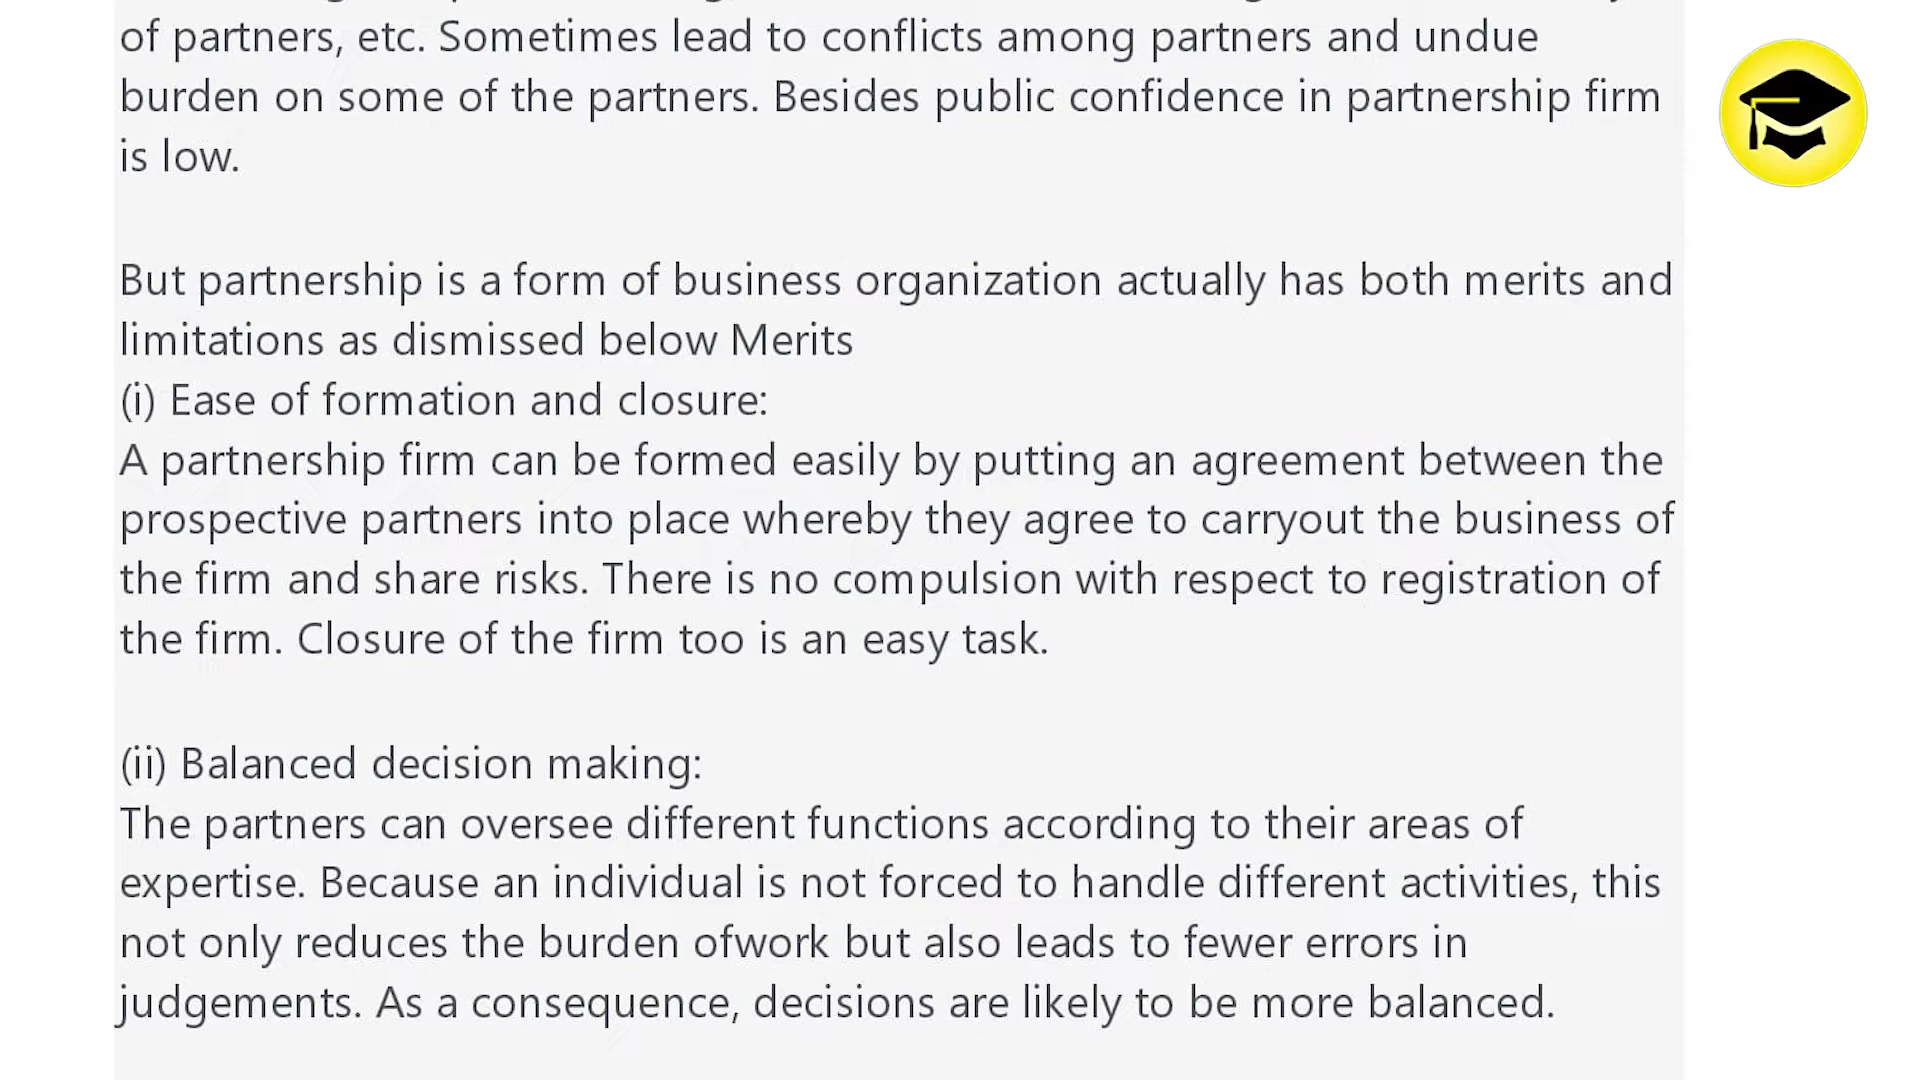 of partners, etc. Sometimes lead to conflicts among partners and undue
burden on some of the partners. Besides public confidence in partnership firm
is low.
But partnership is a form of business organization actually has both merits and
limitations as dismissed below Merits
(i) Ease of formation and closure:
A partnership firm can be formed easily by putting an agreement between the
prospective partners into place whereby they agree to carryout the business of
the firm and share risks. There is no compulsion with respect to registration of
the firm. Closure of the firm too is an easy task.
(ii) Balanced decision making:
The partners can oversee different functions according to their areas of
expertise. Because an individual is not forced to handle different activities, this
not only reduces the burden ofwork but also leads to fewer errors in
judgements. As a consequence, decisions are likely to be more balanced.